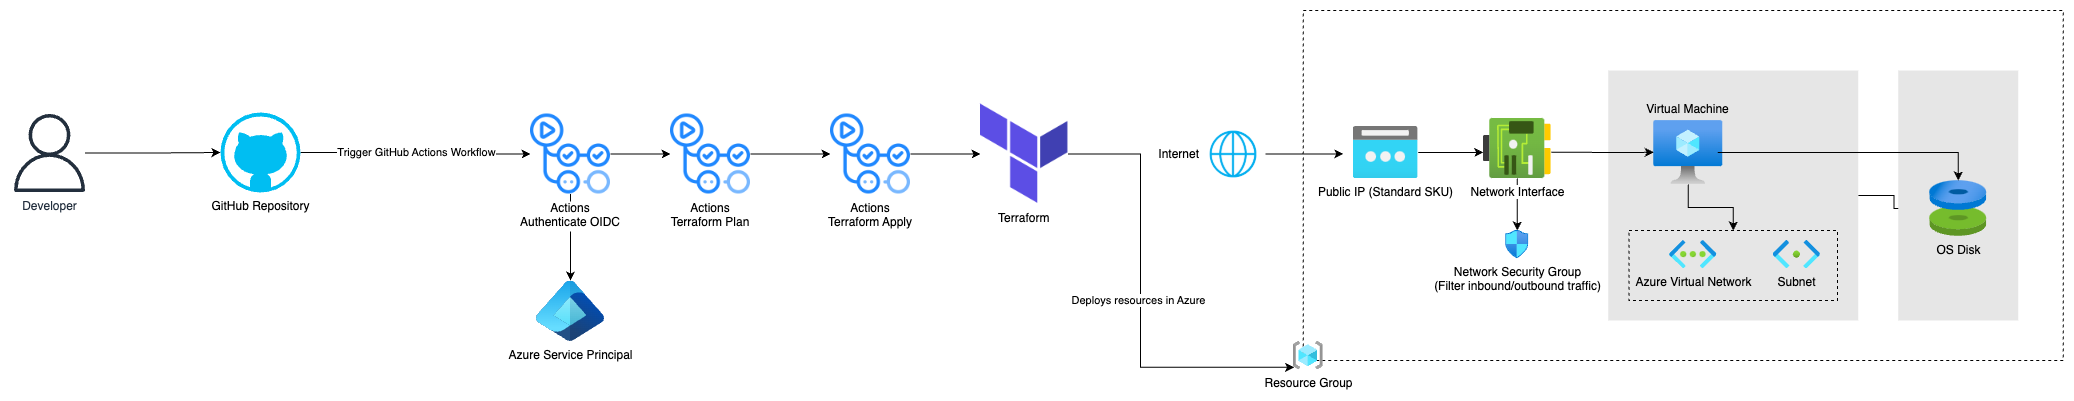 Developer
GitHub Repository
Trigger GitHub Actions Workflow
Actions
Authenticate OIDC
Azure Service Principal
Actions
Terraform Plan
Actions
Terraform Apply
Terraform
Deploys resources in Azure
Resource Group
Internet
Public IP (Standard SKU)
Network Interface
Network Security Group
(Filter inbound/outbound traffic)
Virtual Machine
Azure Virtual Network
Subnet
OS Disk